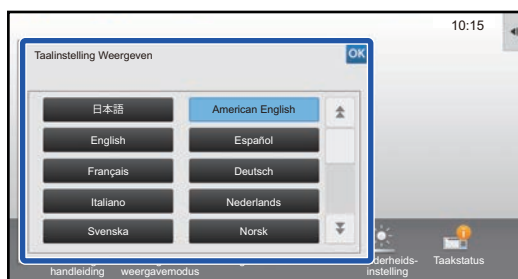 10:15
Taalinstelling Weergeven
OK
日本語 American English
English Español
Français Deutsch
Italiano Nederlands
Svenska Norsk
Taakstatus
handleiding weergavemodus instelling